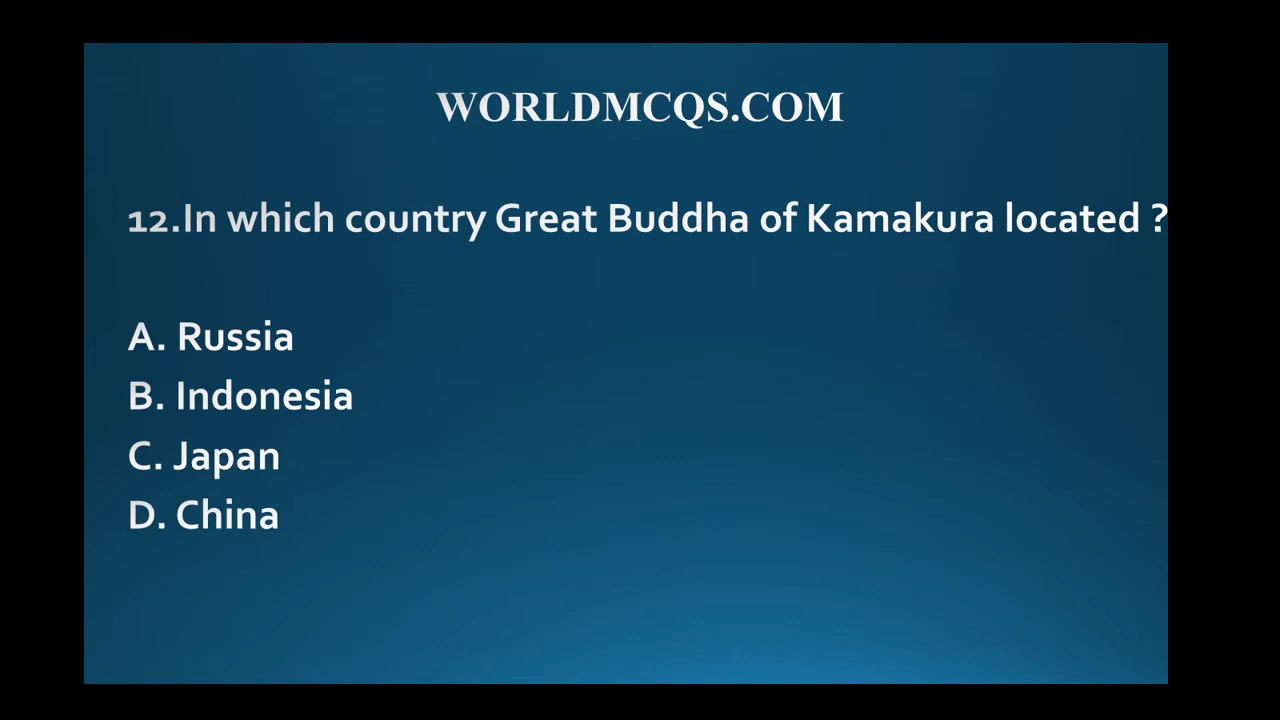 WORLDMCQS.COM
12.In which country Great Buddha of Kamakura located ?
A. Russia
B. Indonesia
C. Japan
D. China